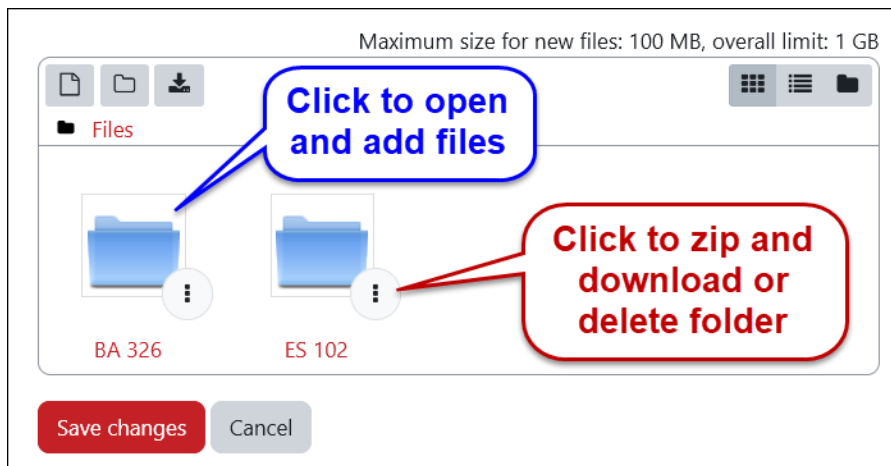 Maximum size for new files: 100 MB, overall limit: 1 GB
Click to open
and add files
Files
Click to zip and
download or
delete folder
BA 326
ES 102
Save changes
Cancel